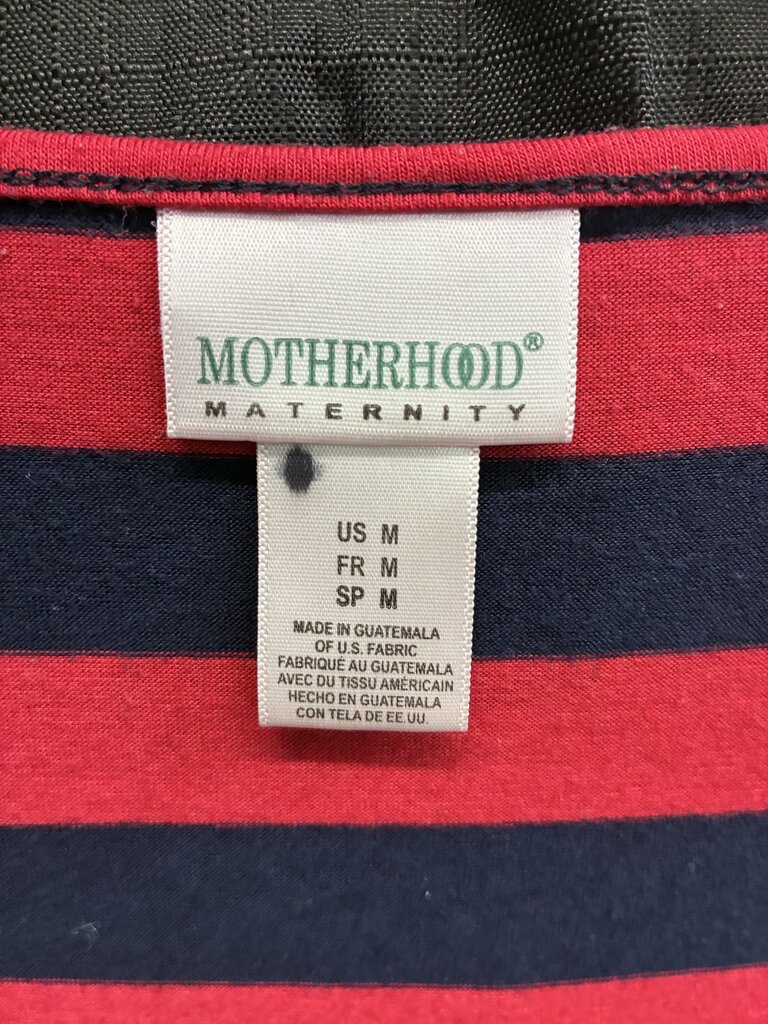 MOTHERHOOD®
MATERNITY
US M
FR M
SP M
MADE IN GUATEMALA
OF U.S. FABRIC
FABRIQUÉ AU GUATEMALA
AVEC DU TISSU AMÉRICAIN
HECHO EN GUATEMALA
CON TELA DE EE.UU.